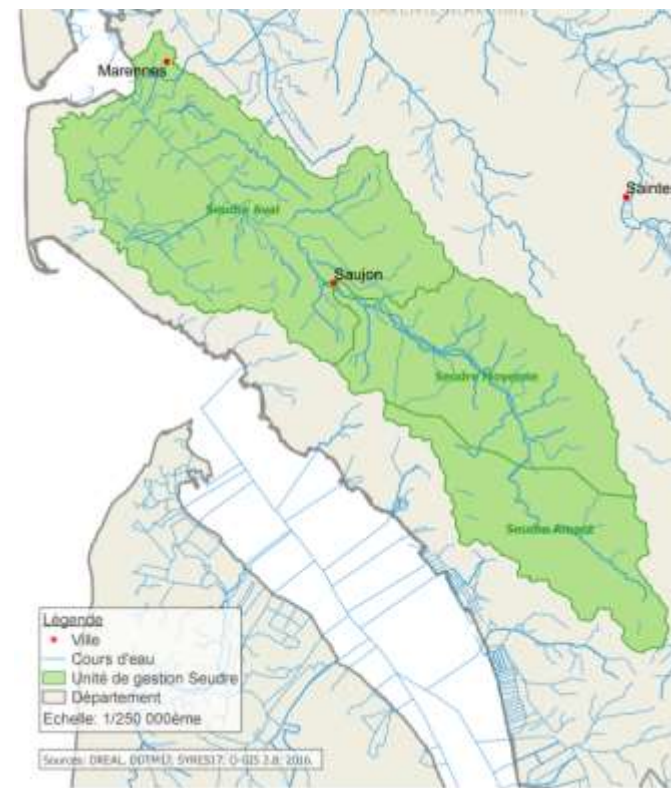 Marennes
Sainte
Seudre Aval
Saujon
Seudre Moyenne
Seudre Amont
Légende
Ville
Cours d'eau
Unité de gestion Seudre
Département
Echelle: 1/250 000ème
Sources: DREAL, DDTM17, SYRES17, Q-GIS 2.8, 2016.